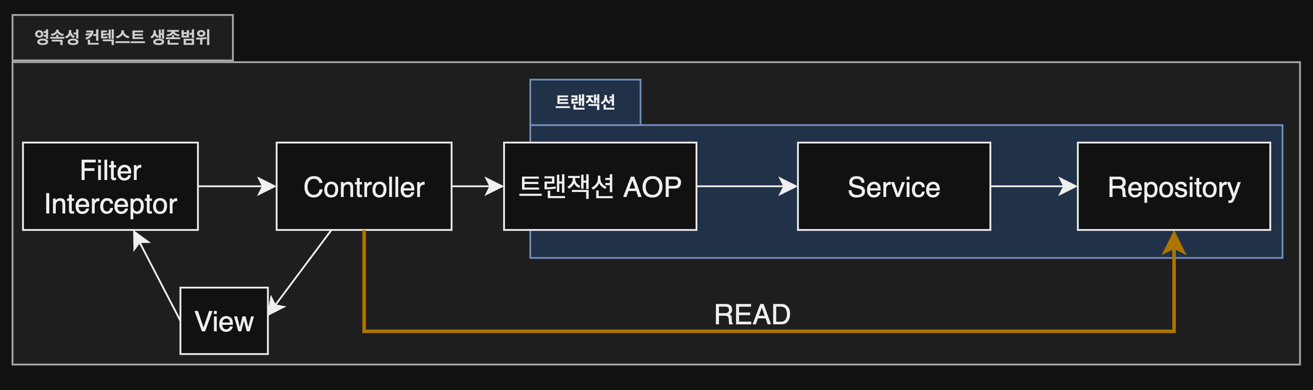 영속성 컨텍스트 생존범위
트랜잭션
Filter
Interceptor
Controller
트랜잭션 AOP
Service
Repository
View
READ